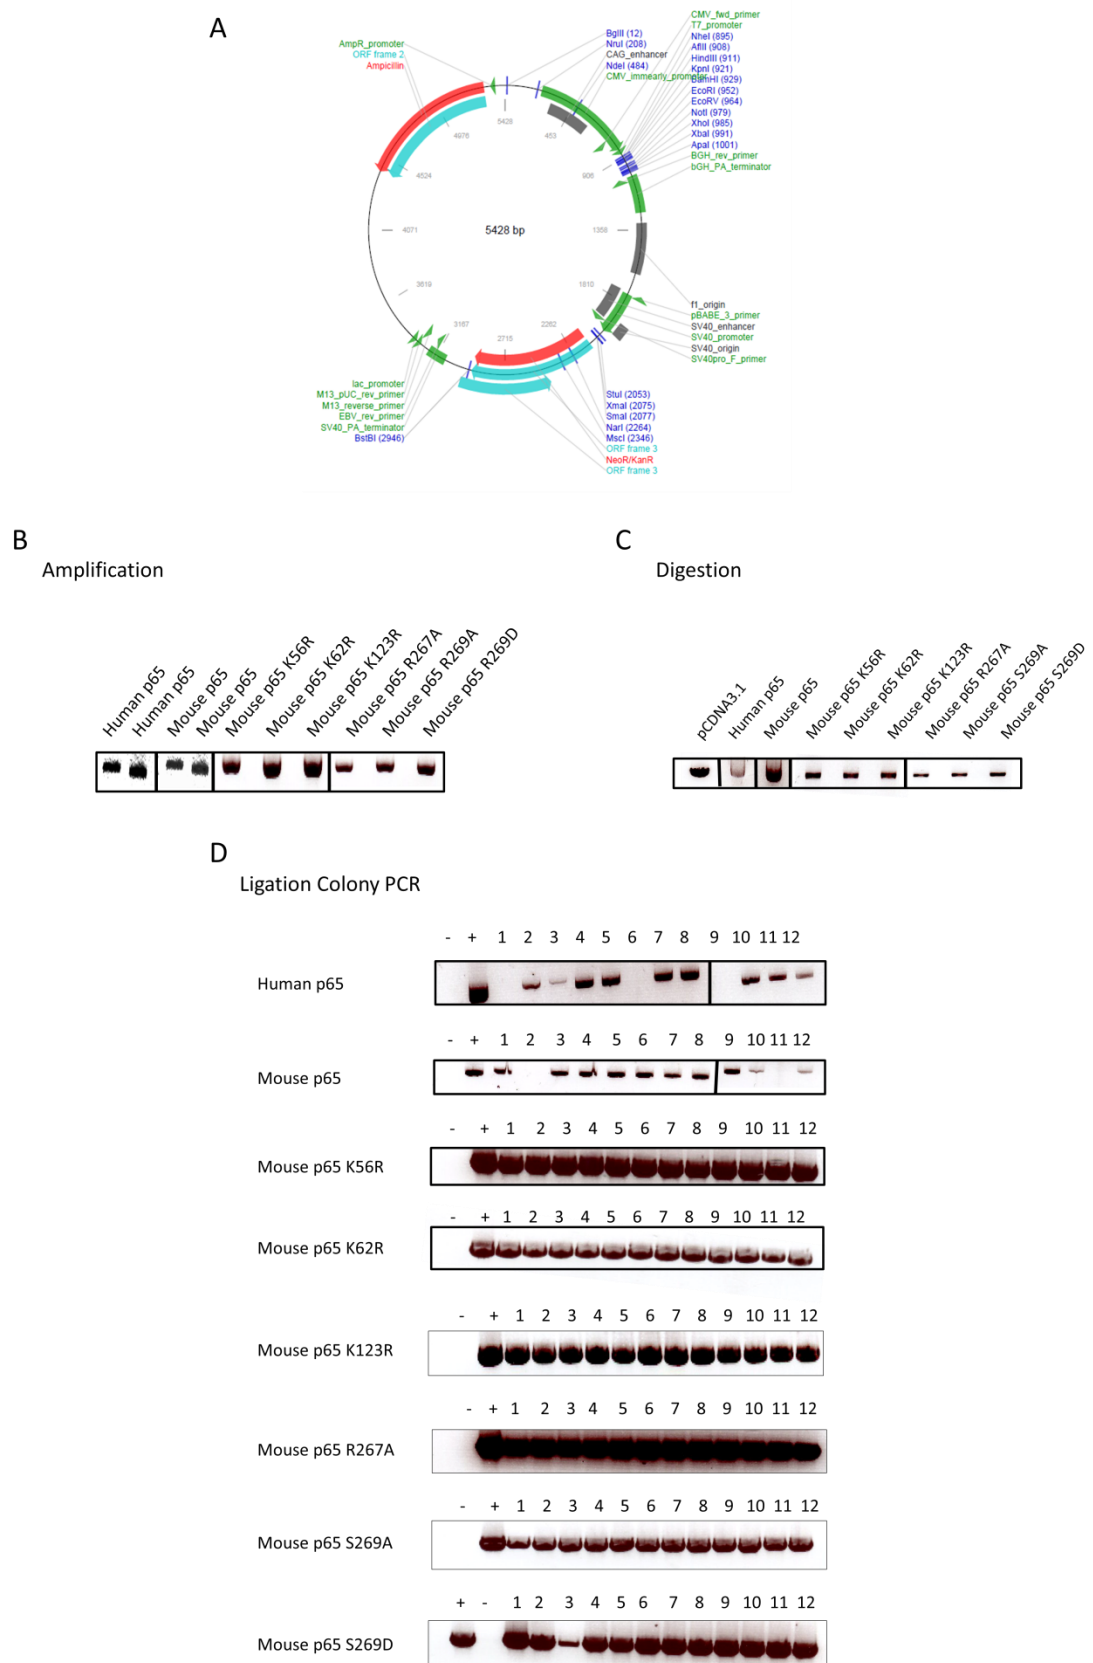 A
AmpR_promoter
ORF frame 2
Ampicillin
BglII (12)
NruI (208)
CAG_enhancer
NdeI (484)
CMV_immearly_promoter
CMV_fwd_primer
T7_promoter
NheI (895)
AflII (908)
HindIII (911)
KpnI (921)
BamHI (929)
EcoRI (952)
EcoRV (964)
NotI (979)
XhoI (985)
XbaI (991)
ApaI (1001)
BGH_rev_primer
bGH_PA_terminator
5428
453
906
1358
1810
2262
2715
3167
3619
4071
4524
4976
5428 bp
f1_origin
pBABE_3_primer
SV40_enhancer
SV40_promoter
SV40_origin
SV40pro_F_primer
lac_promoter
M13_pUC_rev_primer
M13_reverse_primer
EBV_rev_primer
SV40_PA_terminator
BstBI (2946)
StuI (2053)
XmaI (2075)
SmaI (2077)
NarI (2264)
MscI (2346)
ORF frame 3
NeoR/KanR
ORF frame 3
B
Amplification
Human p65
Human p65
Mouse p65
Mouse p65
Mouse p65 K56R
Mouse p65 K62R
Mouse p65 K123R
Mouse p65 R267A
Mouse p65 R269A
Mouse p65 R269D
C
Digestion
pCDNA3.1
Human p65
Mouse p65
Mouse p65 K56R
Mouse p65 K62R
Mouse p65 K123R
Mouse p65 R267A
Mouse p65 S269A
Mouse p65 S269D
D
Ligation Colony PCR
- + 1 2 3 4 5 6 7 8 9 10 11 12
Human p65
- + 1 2 3 4 5 6 7 8 9 10 11 12
Mouse p65
- + 1 2 3 4 5 6 7 8 9 10 11 12
Mouse p65 K56R
- + 1 2 3 4 5 6 7 8 9 10 11 12
Mouse p65 K62R
- + 1 2 3 4 5 6 7 8 9 10 11 12
Mouse p65 K123R
- + 1 2 3 4 5 6 7 8 9 10 11 12
Mouse p65 R267A
- + 1 2 3 4 5 6 7 8 9 10 11 12
Mouse p65 S269A
+ - 1 2 3 4 5 6 7 8 9 10 11 12
Mouse p65 S269D